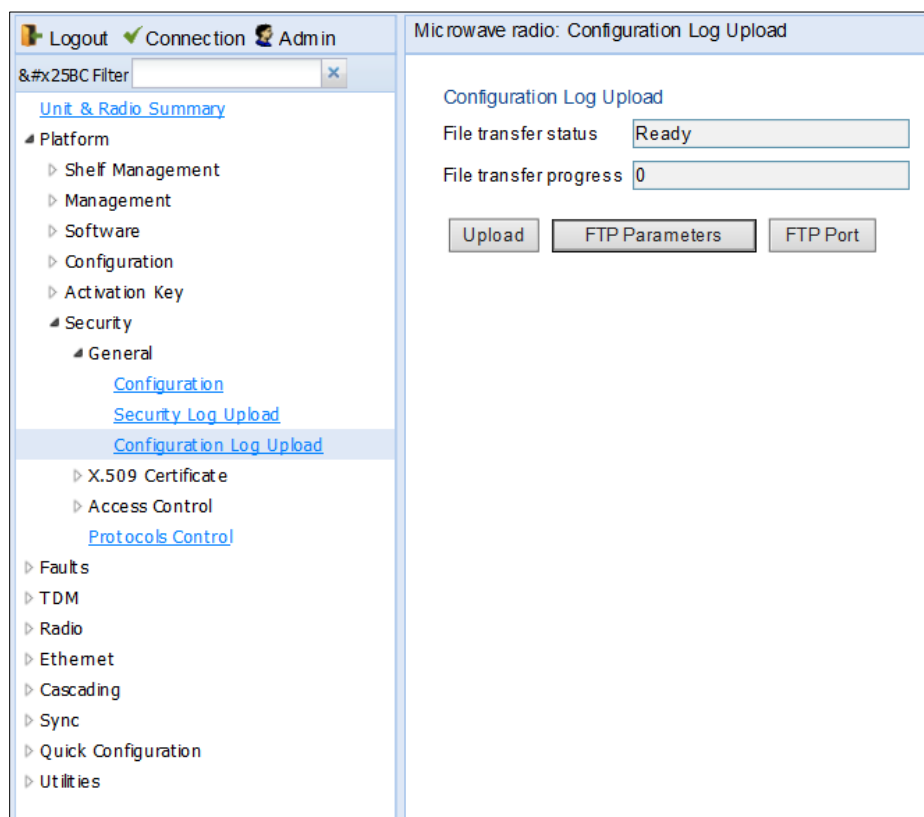 Logout Connection Admin
&#x25BC Filter
Unit & Radio Summary
Platform
Shelf Management
Management
Software
Configuration
Activation Key
Security
General
Configuration
Security Log Upload
Configuration Log Upload
X.509 Certificate
Access Control
Protocols Control
Faults
TDM
Radio
Ethernet
Cascading
Sync
Quick Configuration
Utilities
Microwave radio: Configuration Log Upload
Configuration Log Upload
File transfer status Ready
File transfer progress 0
Upload FTP Parameters FTP Port